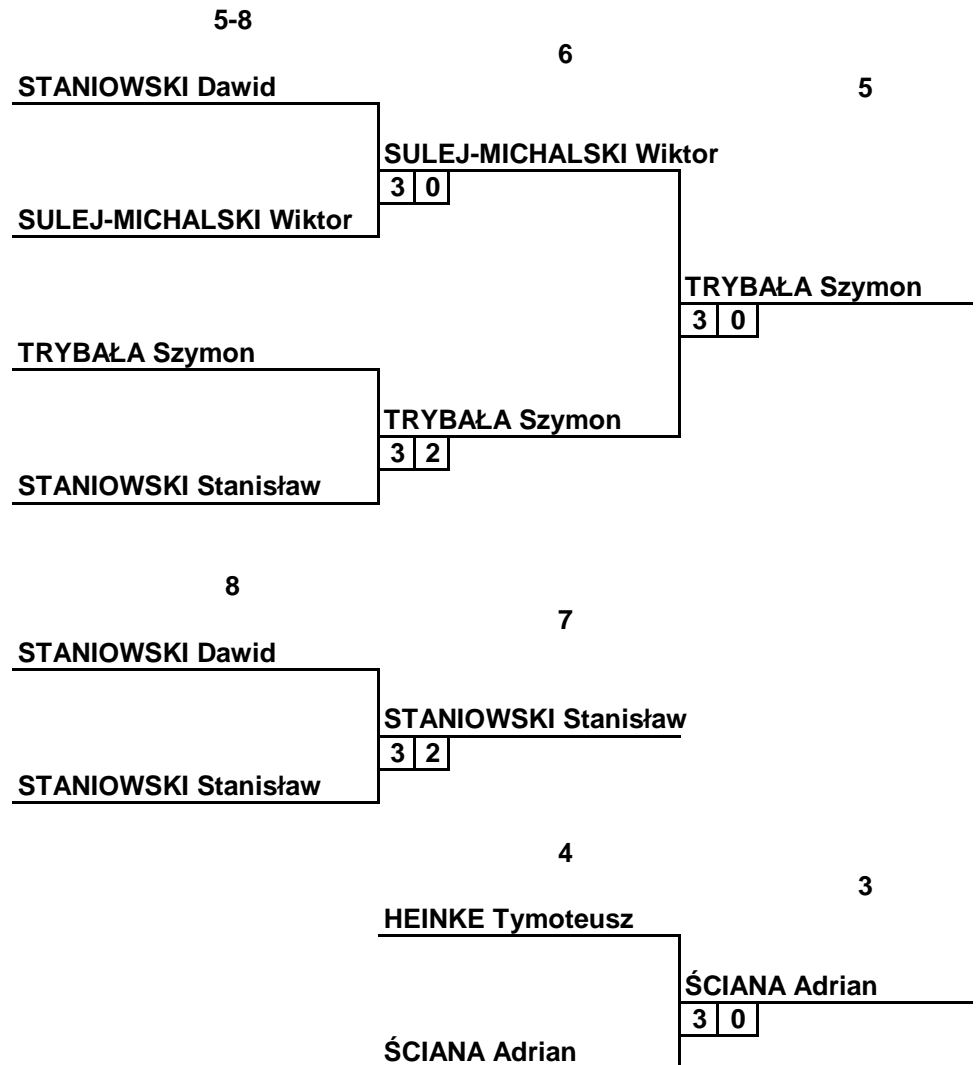 5-8
6
STANIOWSKI Dawid
5
SULEJ-MICHALSKI Wiktor
3 0
SULEJ-MICHALSKI Wiktor
TRYBAŁA Szymon
3 0
TRYBAŁA Szymon
TRYBAŁA Szymon
3 2
STANIOWSKI Stanisław
8
7
STANIOWSKI Dawid
STANIOWSKI Stanisław
3 2
STANIOWSKI Stanisław
4
3
HEINKE Tymoteusz
ŚCIANA Adrian
3 0
ŚCIANA Adrian